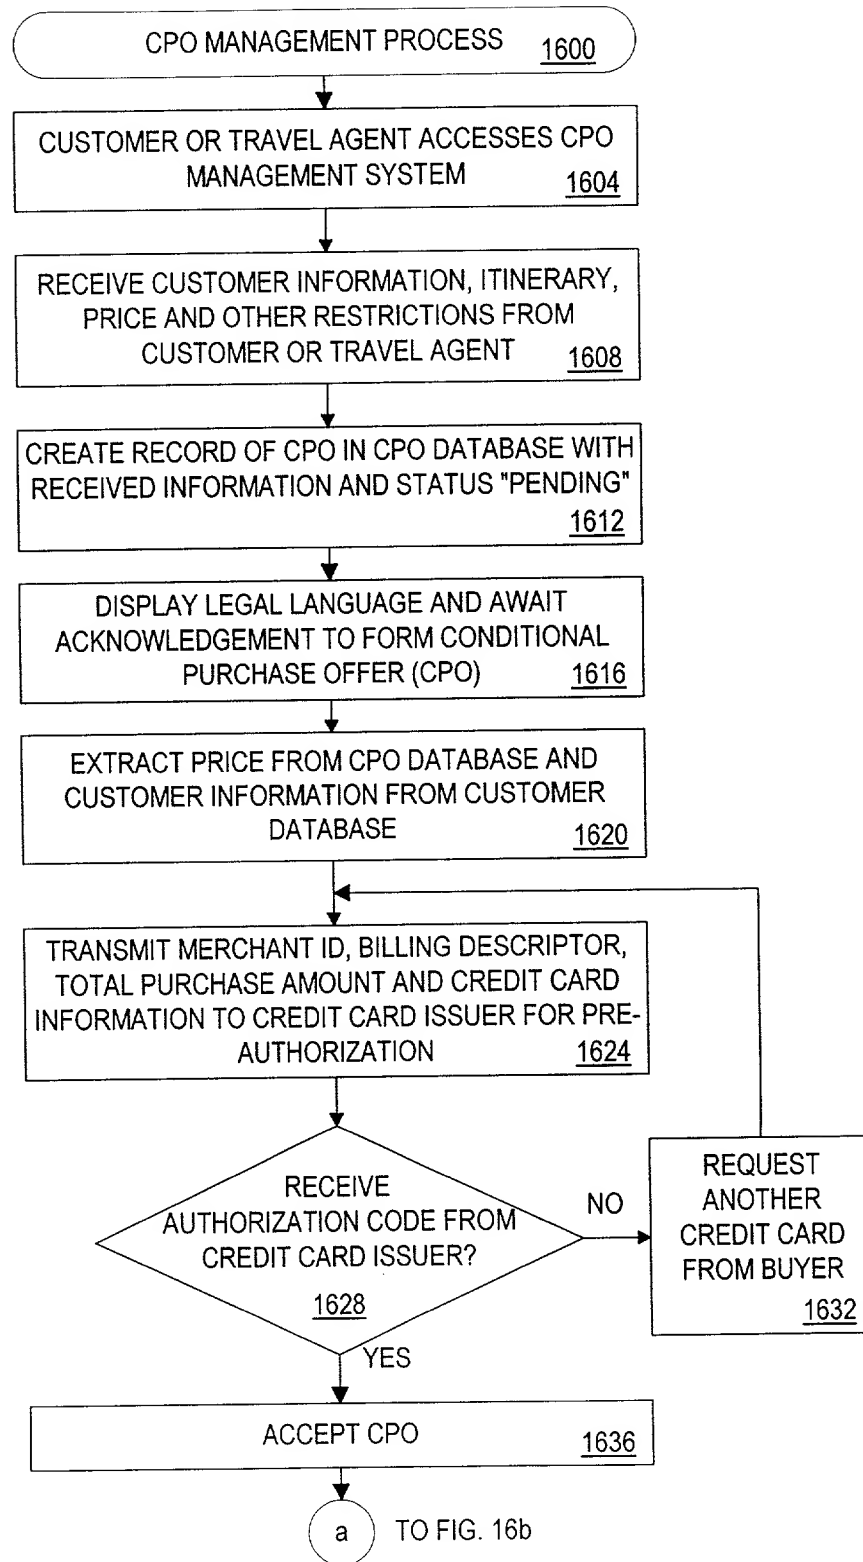 CPO MANAGEMENT PROCESS 1600
CUSTOMER OR TRAVEL AGENT ACCESSES CPO
MANAGEMENT SYSTEM
1604
RECEIVE CUSTOMER INFORMATION, ITINERARY,
PRICE AND OTHER RESTRICTIONS FROM
CUSTOMER OR TRAVEL AGENT
1608
CREATE RECORD OF CPO IN CPO DATABASE WITH
RECEIVED INFORMATION AND STATUS "PENDING"
1612
DISPLAY LEGAL LANGUAGE AND AWAIT
ACKNOWLEDGEMENT TO FORM CONDITIONAL
PURCHASE OFFER (CPO) 1616
EXTRACT PRICE FROM CPO DATABASE AND
CUSTOMER INFORMATION FROM CUSTOMER
DATABASE 1620
TRANSMIT MERCHANT ID, BILLING DESCRIPTOR,
TOTAL PURCHASE AMOUNT AND CREDIT CARD
INFORMATION TO CREDIT CARD ISSUER FOR PRE-
AUTHORIZATION 1624
RECEIVE
AUTHORIZATION CODE FROM
CREDIT CARD ISSUER?
1628
NO
REQUEST
ANOTHER
CREDIT CARD
FROM BUYER
1632
YES
ACCEPT CPO 1636
a TO FIG. 16b